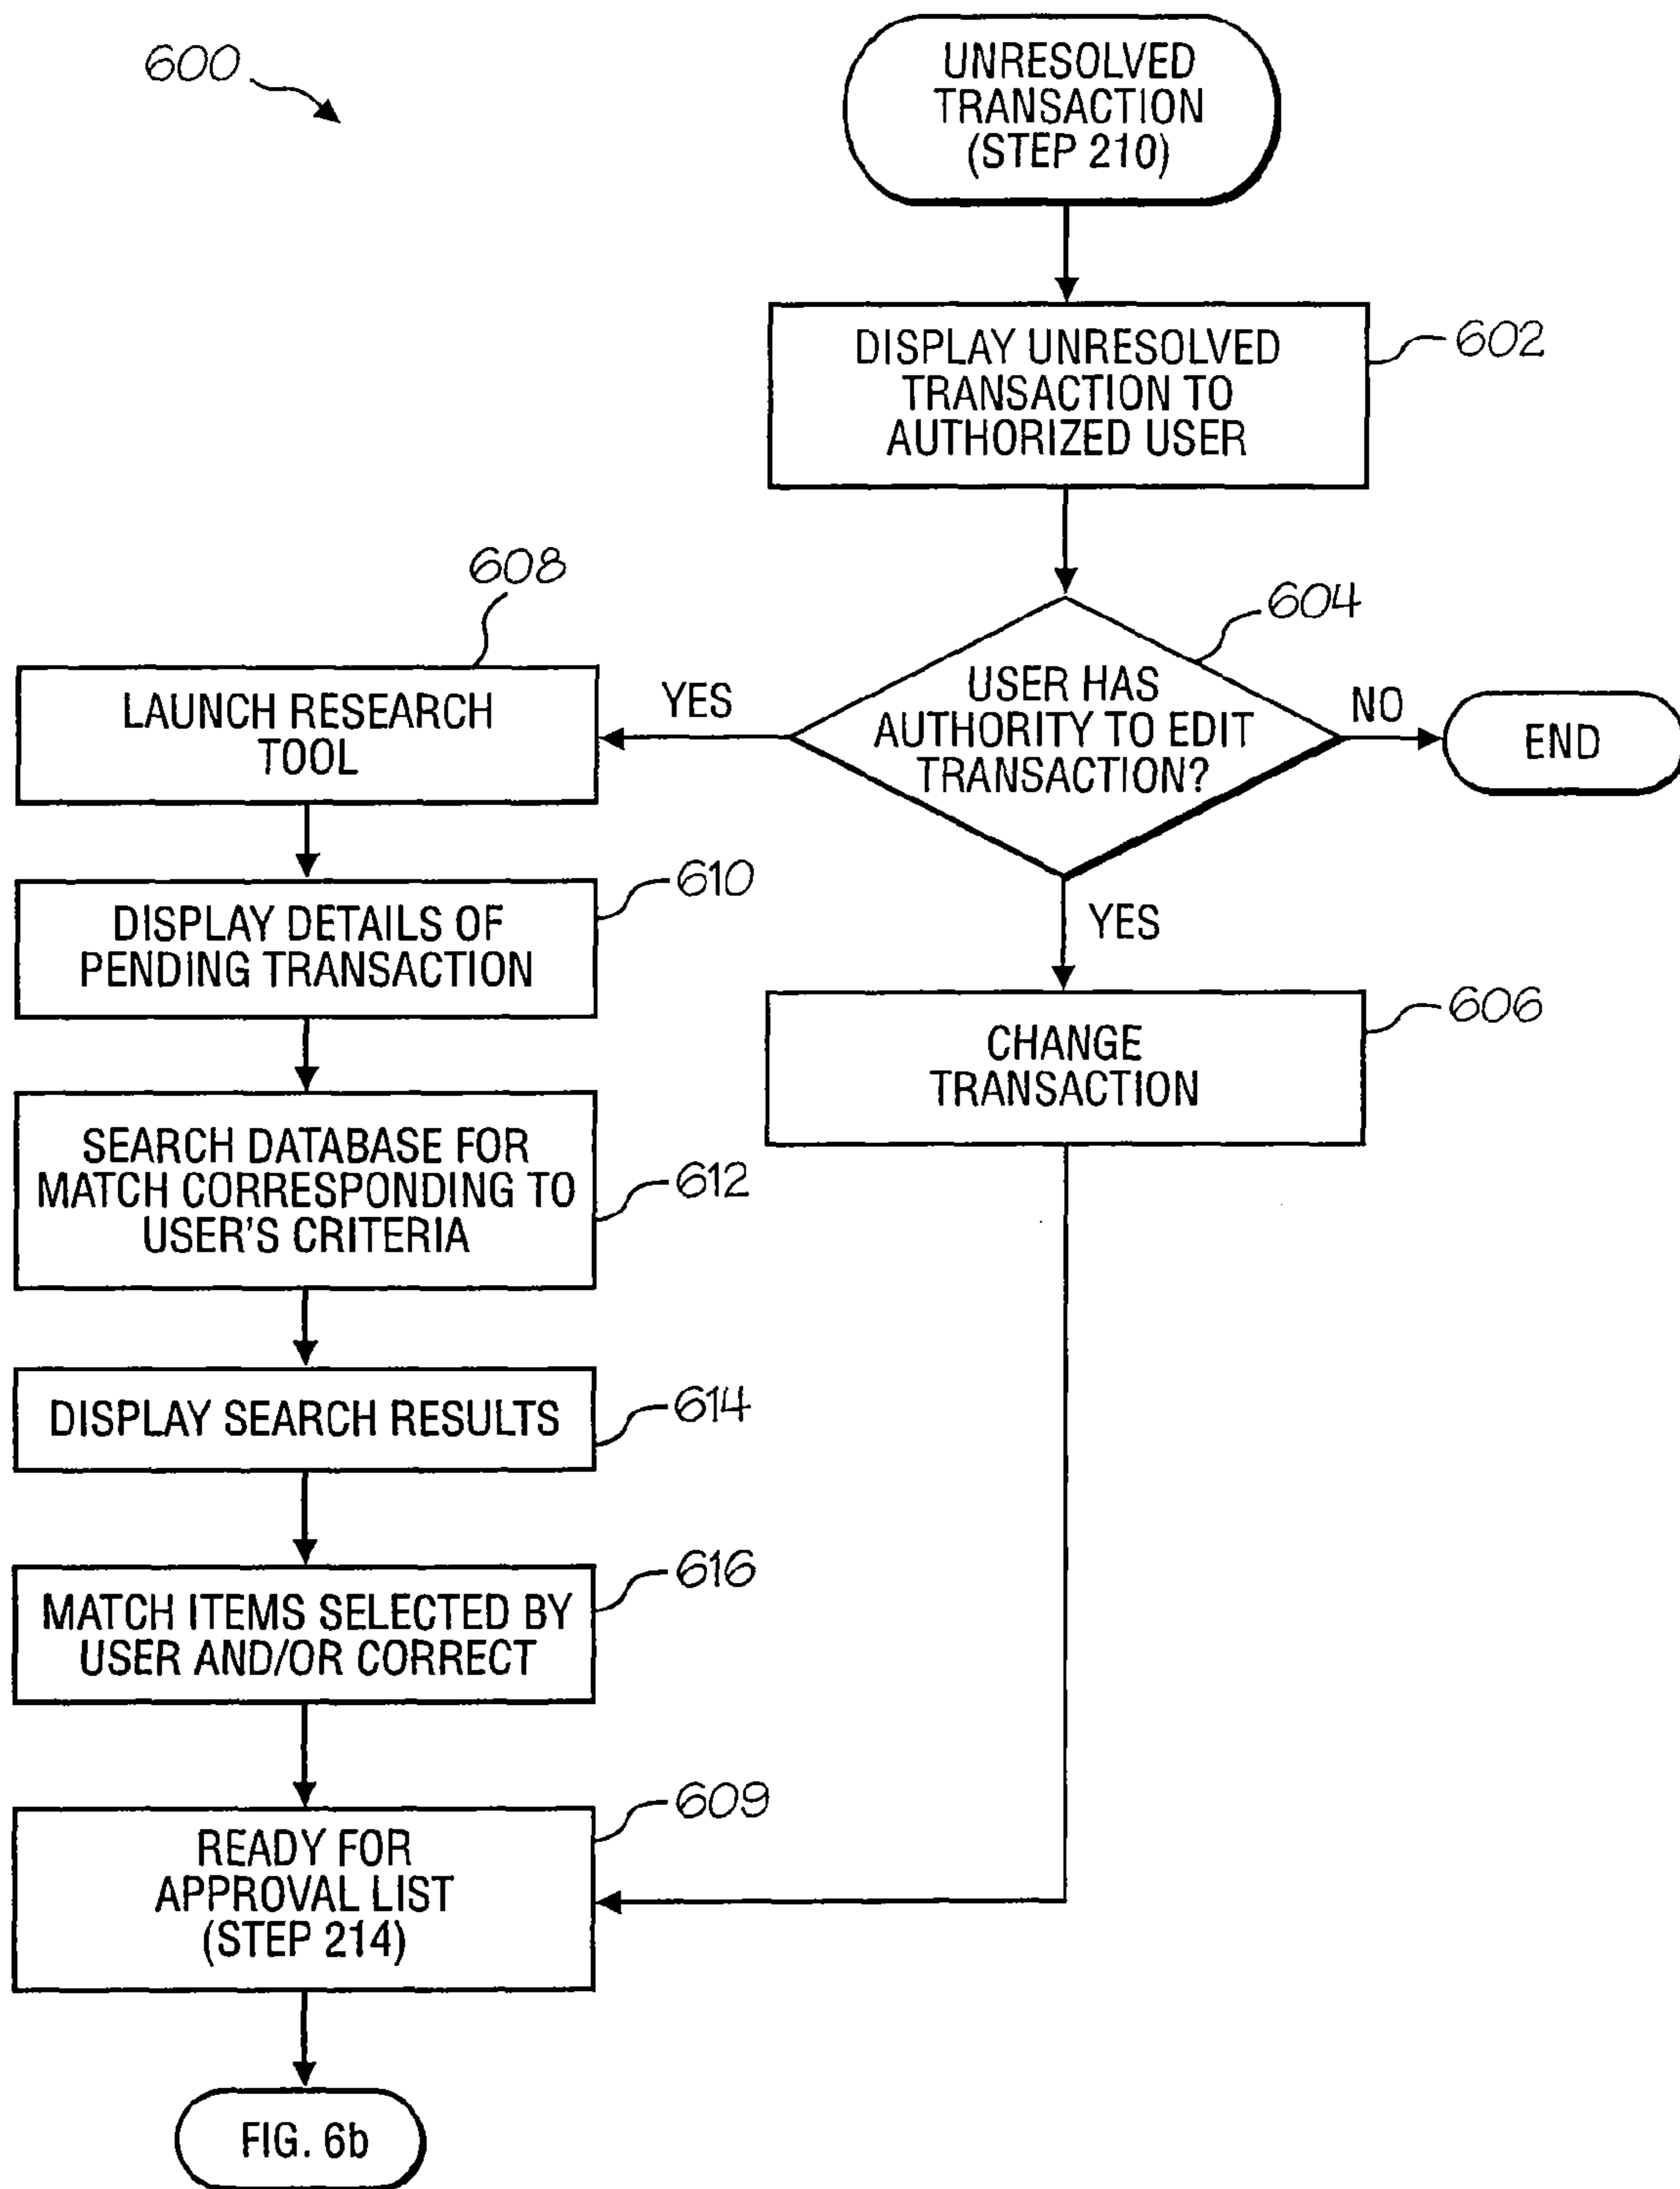 600
UNRESOLVED
TRANSACTION
(STEP 210)
DISPLAY UNRESOLVED
TRANSACTION TO
AUTHORIZED USER
602
604
USER HAS
AUTHORITY TO EDIT
TRANSACTION?
YES
NO
END
608
LAUNCH RESEARCH
TOOL
YES
610
DISPLAY DETAILS OF
PENDING TRANSACTION
606
CHANGE
TRANSACTION
SEARCH DATABASE FOR
MATCH CORRESPONDING TO
USER'S CRITERIA
612
DISPLAY SEARCH RESULTS
614
MATCH ITEMS SELECTED BY
USER AND/OR CORRECT
616
READY FOR
APPROVAL LIST
(STEP 214)
609
FIG. 6b